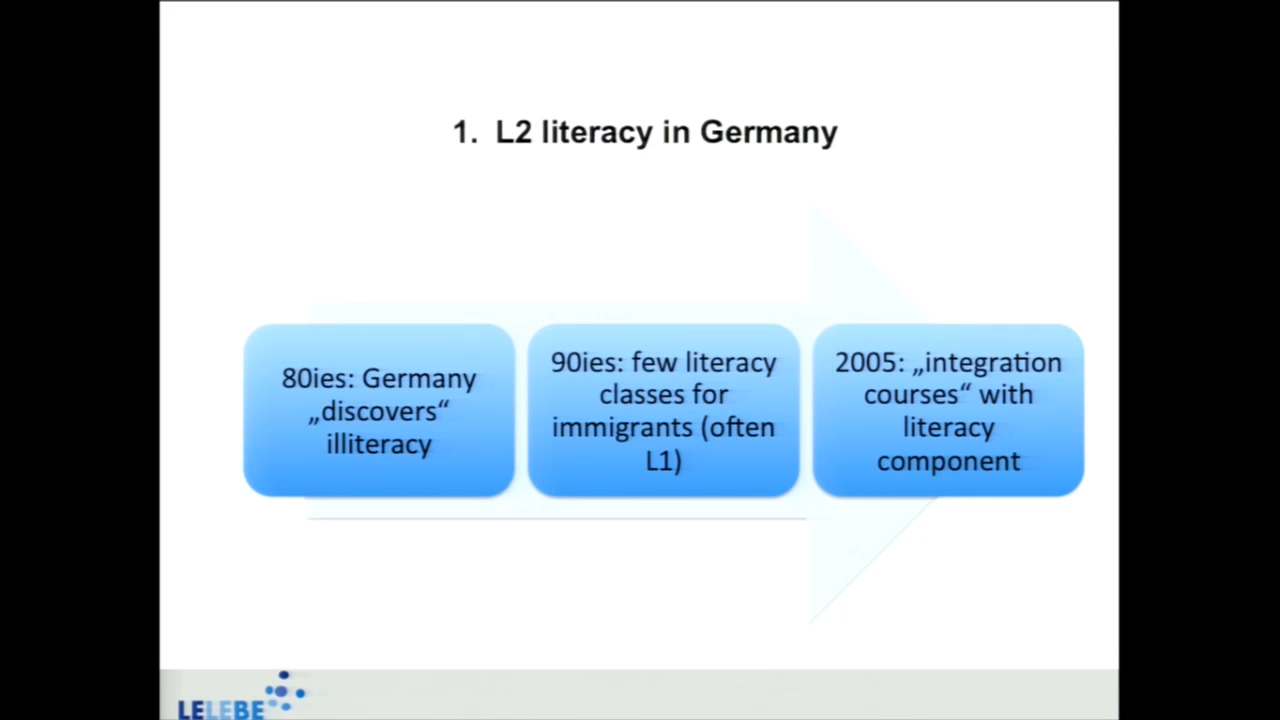 1. L2 literacy in Germany
80ies: Germany
„discovers“
illiteracy
90ies: few literacy
classes for
immigrants (often
L1)
2005: „integration
courses“ with
literacy
component
LELEBE